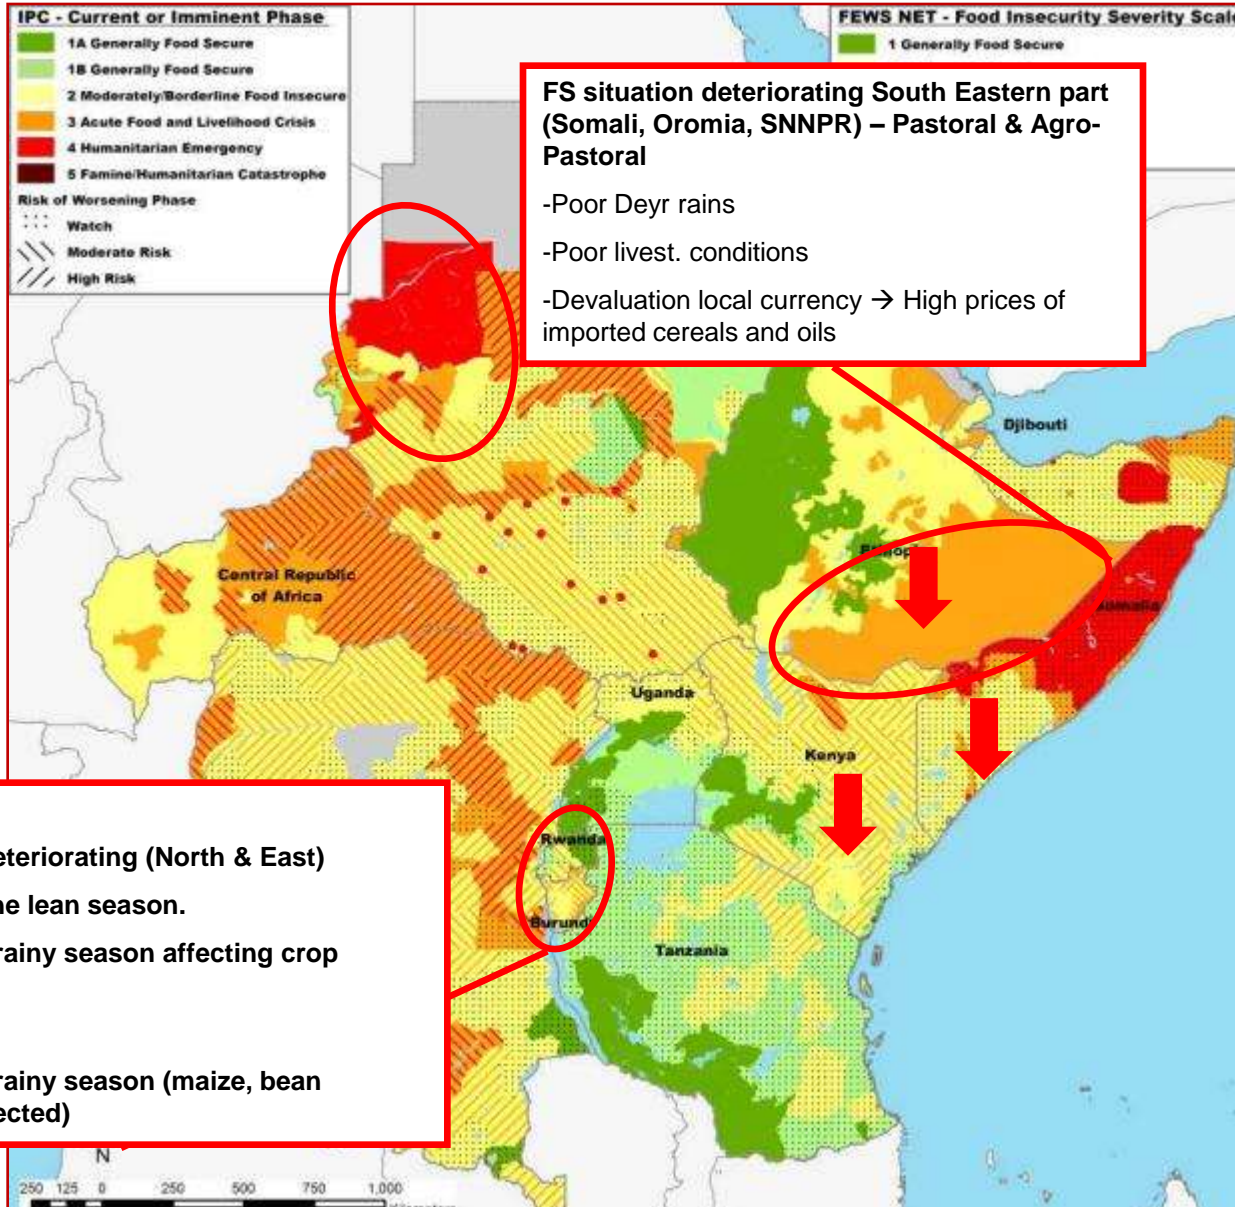 IPC - Current or Imminent Phase
1A Generally Food Secure
1B Generally Food Secure
2 Moderately/Borderline Food Insecure
3 Acute Food and Livelihood Crisis
4 Humanitarian Emergency
5 Famine/Humanitarian Catastrophe
Risk of Worsening Phase
Watch
Moderate Risk
High Risk
FEWS NET - Food Insecurity Severity Scale
1 Generally Food Secure
FS situation deteriorating South Eastern part
(Somali, Oromia, SNNPR) – Pastoral & Agro-
Pastoral
-Poor Deyr rains
-Poor livest. conditions
-Devaluation local currency → High prices of
imported cereals and oils
Djibouti
Central Republic
of Africa
Somalia
Uganda
Kenya
Rwanda
Burundi
Tanzania
eteriorating (North & East)
ne lean season.
rainy season affecting crop
rainy season (maize, bean
ected)
N
250 125 0 250 500 750 1,000